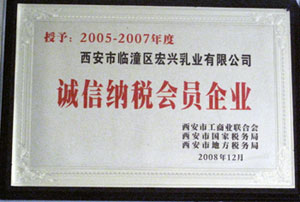 授予：2005-2007年度
西安市临潼区宏兴乳业有限公司
诚信纳税会员企业
西安市工商业联合会
西安市国家税务局
西安市地方税务局
2008年12月